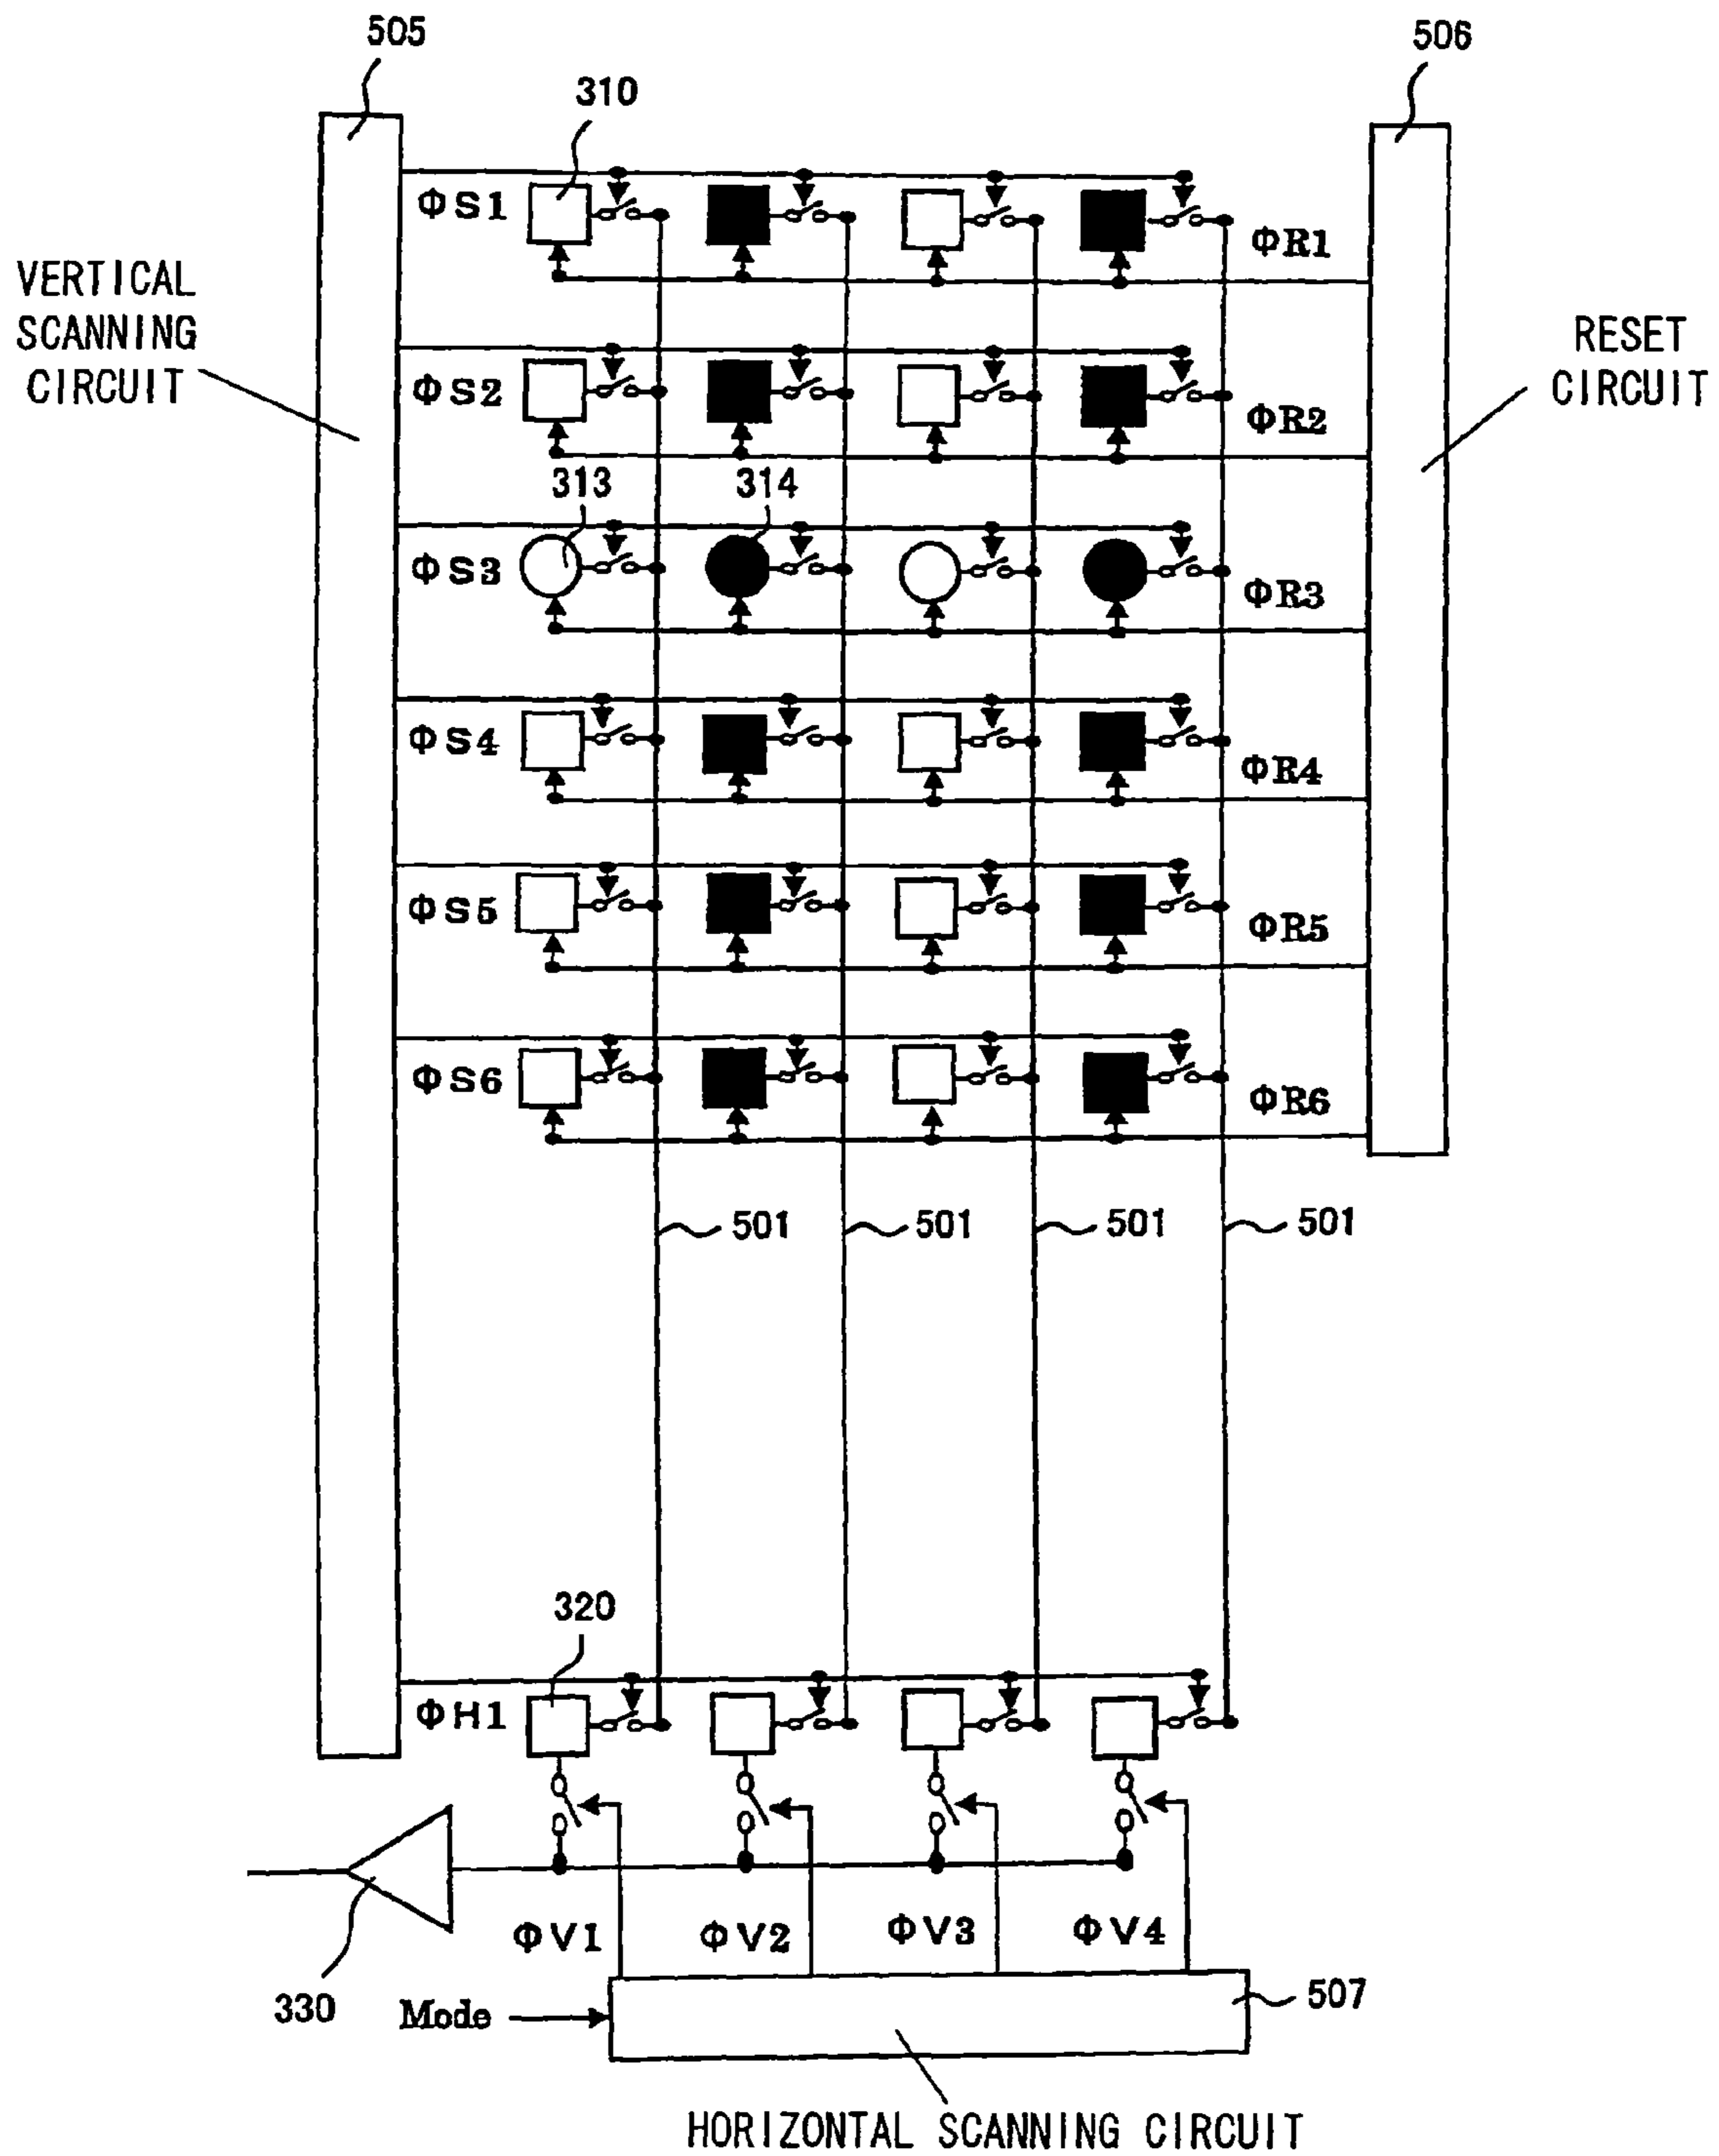 505
506
310
ΦS1
ΦR1
VERTICAL
SCANNING
CIRCUIT
RESET
CIRCUIT
ΦS2
ΦR2
313
314
ΦS3
ΦR3
ΦS4
ΦR4
ΦS5
ΦR5
ΦS6
ΦR6
501
501
501
501
320
ΦH1
ΦV1
ΦV2
ΦV3
ΦV4
330
Mode
507
HORIZONTAL SCANNING CIRCUIT